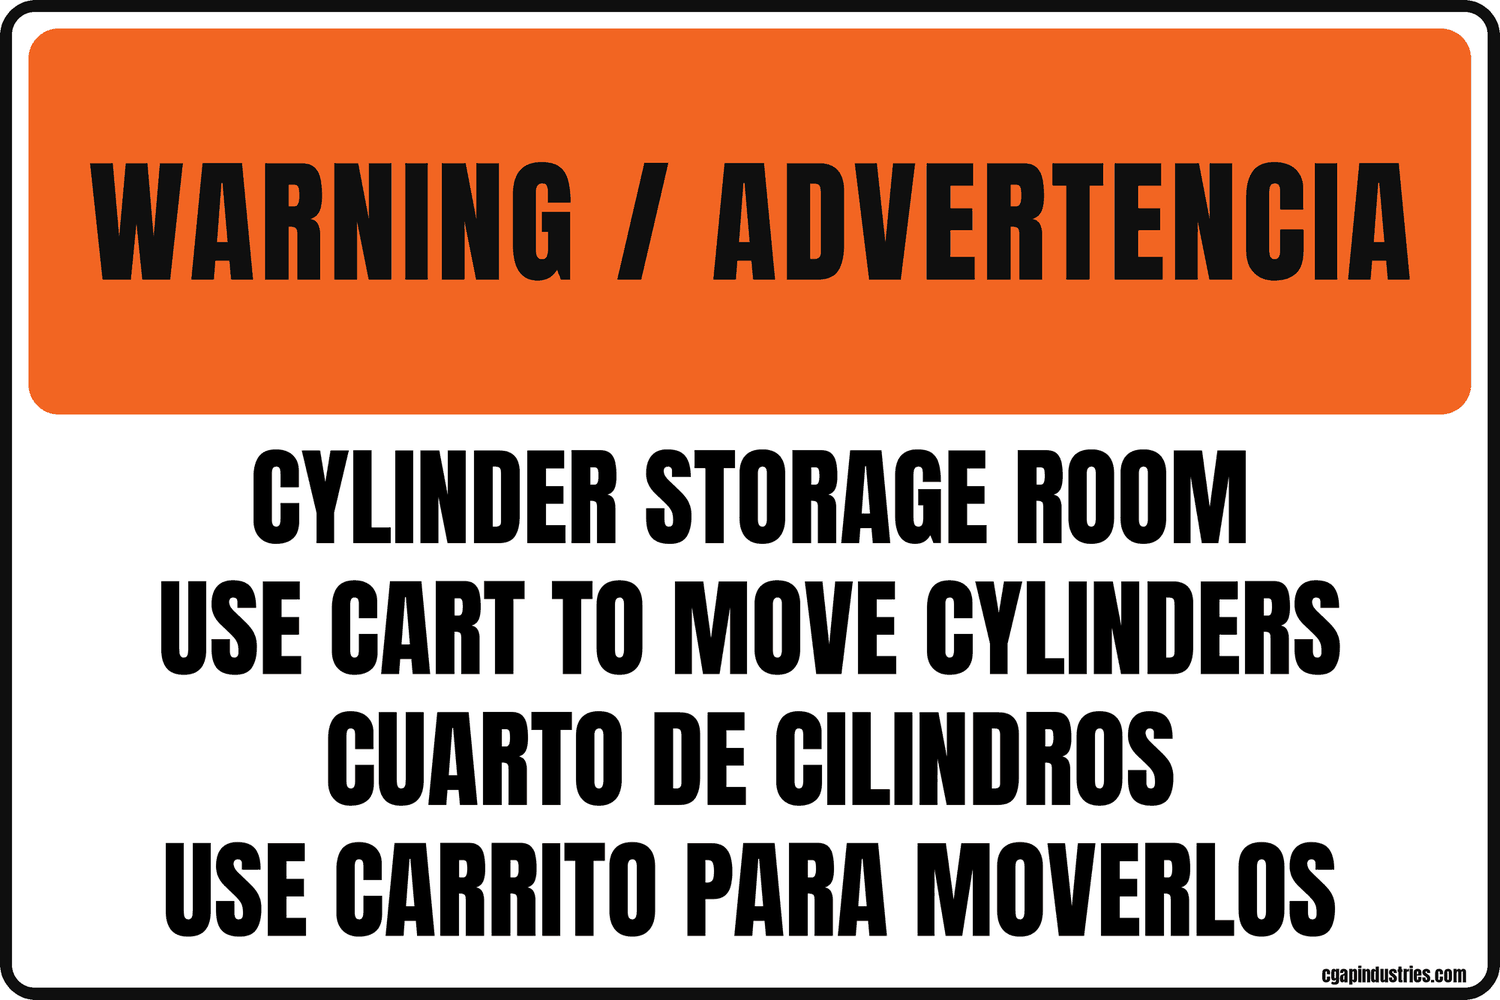 WARNING / ADVERTENCIA
CYLINDER STORAGE ROOM
USE CART TO MOVE CYLINDERS
CUARTO DE CILINDROS
USE CARRITO PARA MOVERLOS
cgapindustries.com